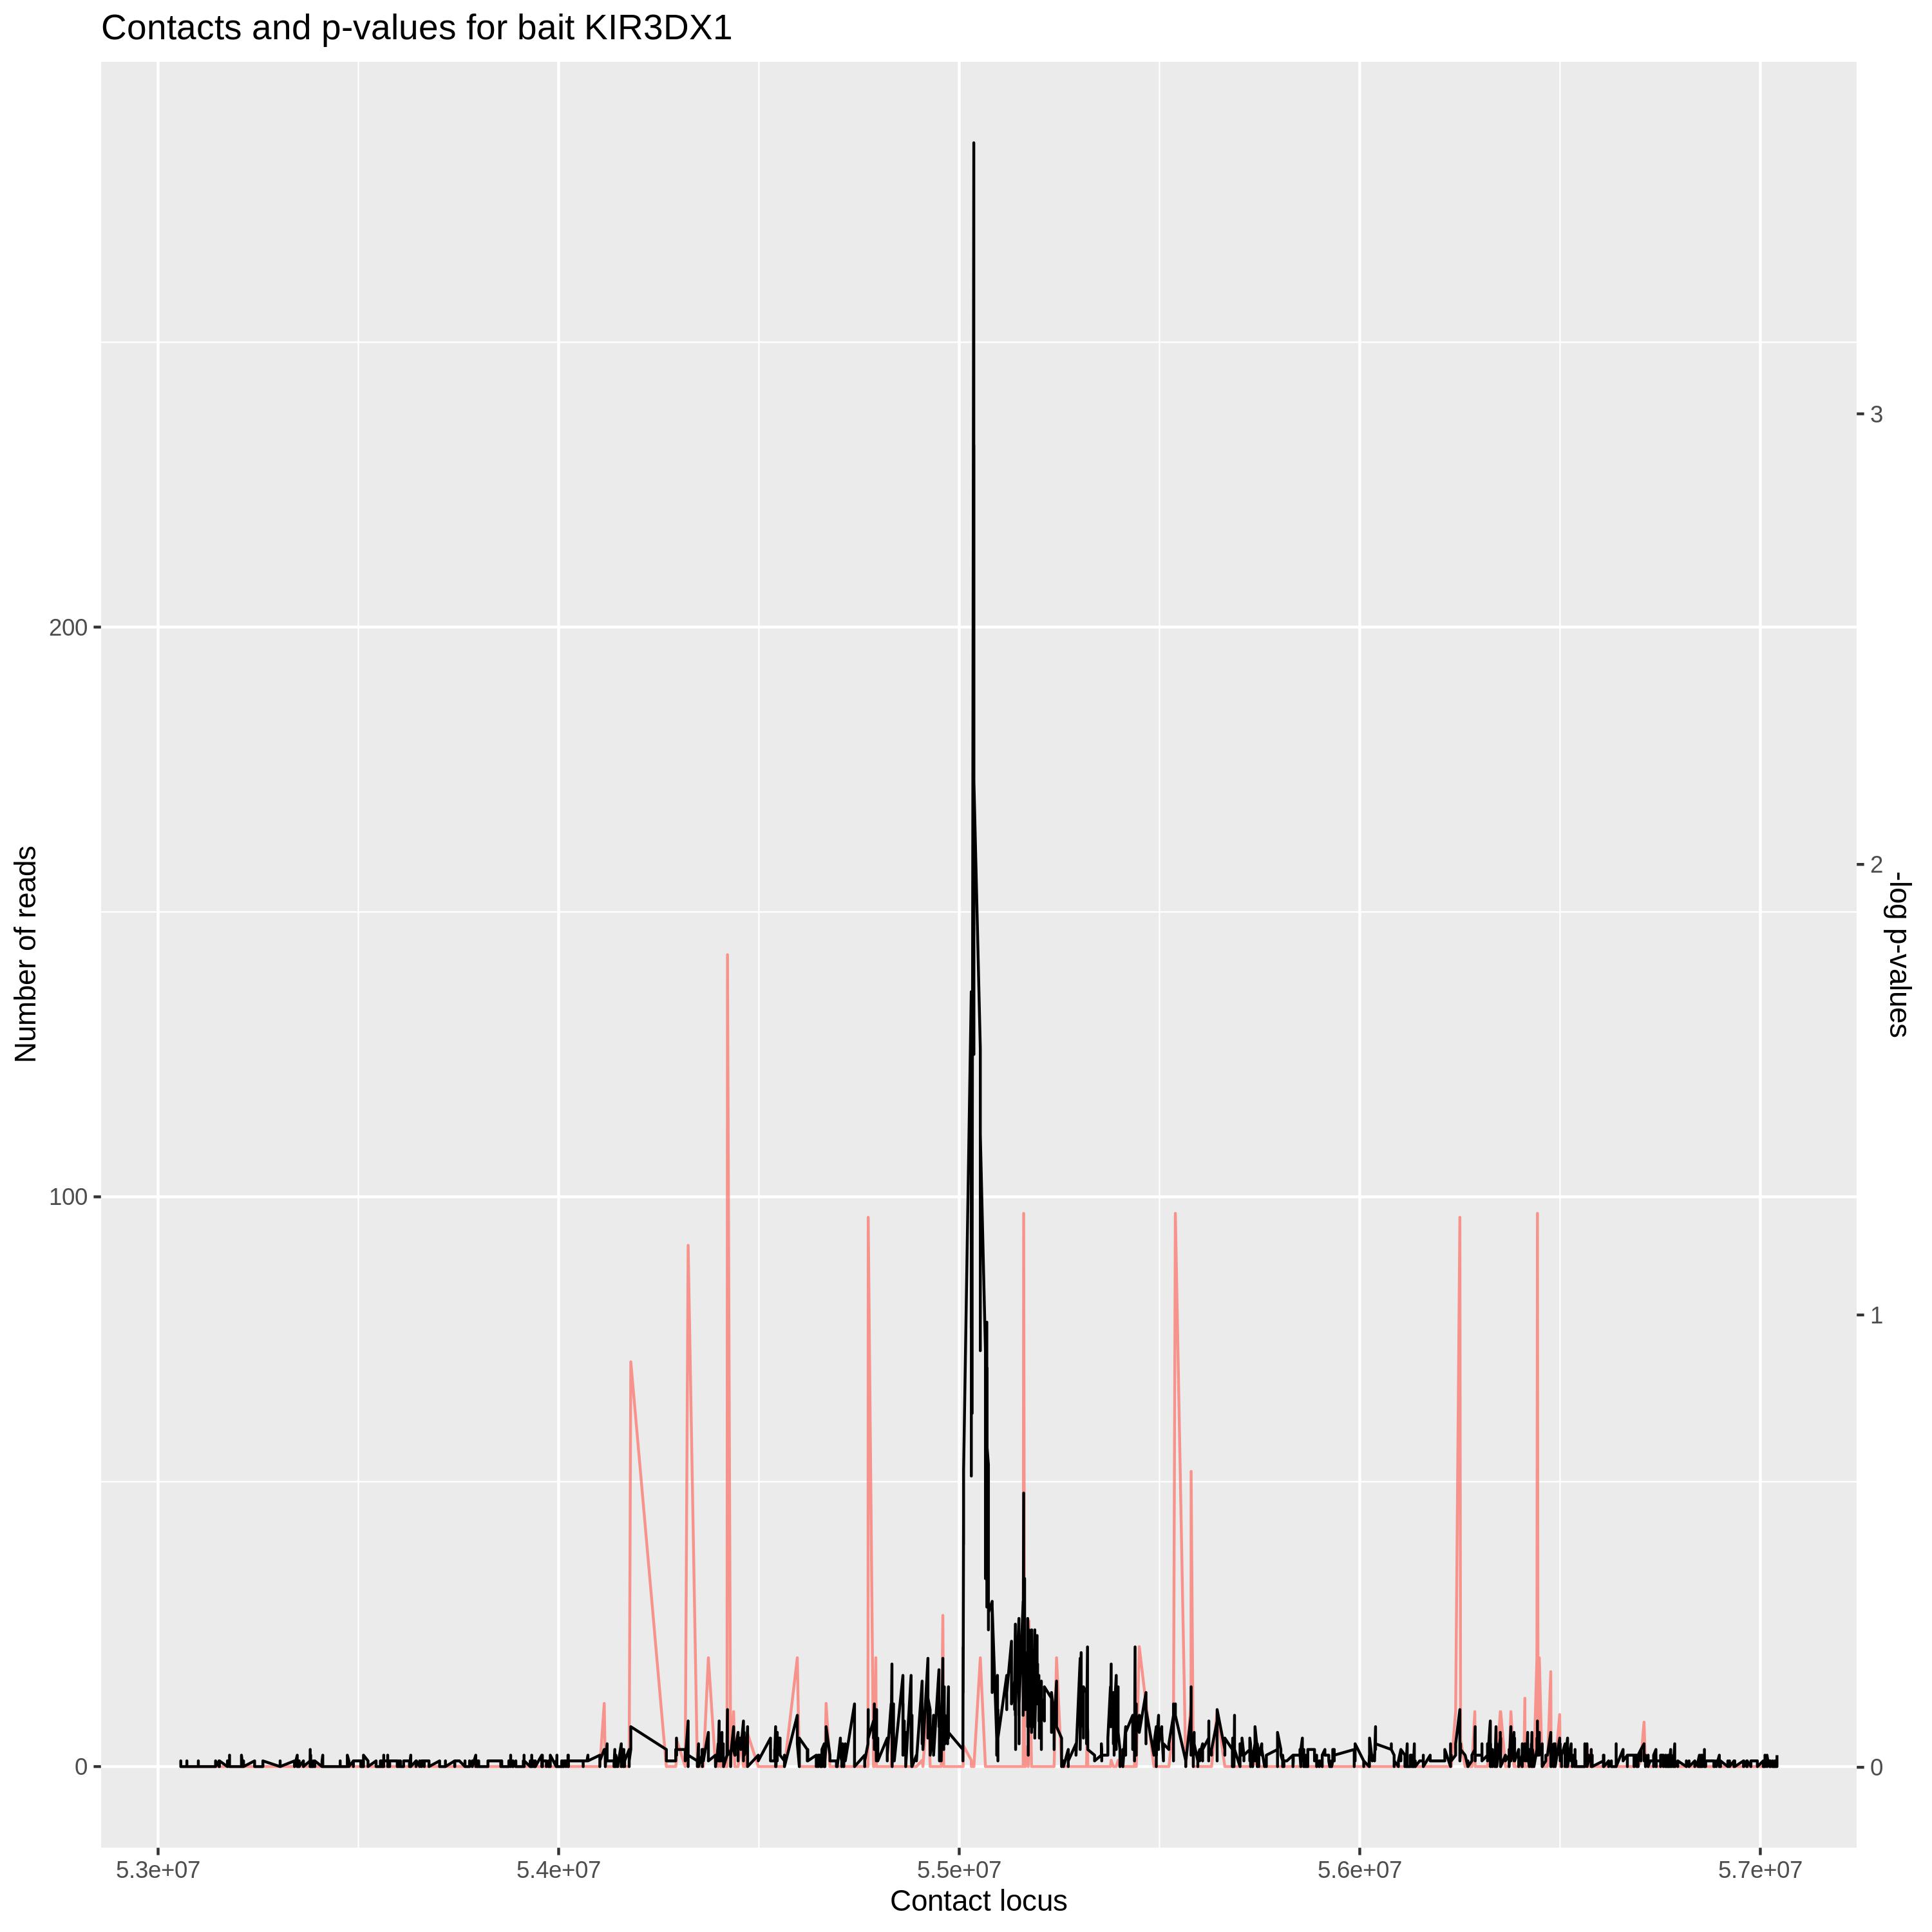 Contacts and p-values for bait KIR3DX1
Number of reads
200
100
0
3
2
1
0
-log p-values
5.3e+07 5.4e+07 5.5e+07 5.6e+07 5.7e+07
Contact locus